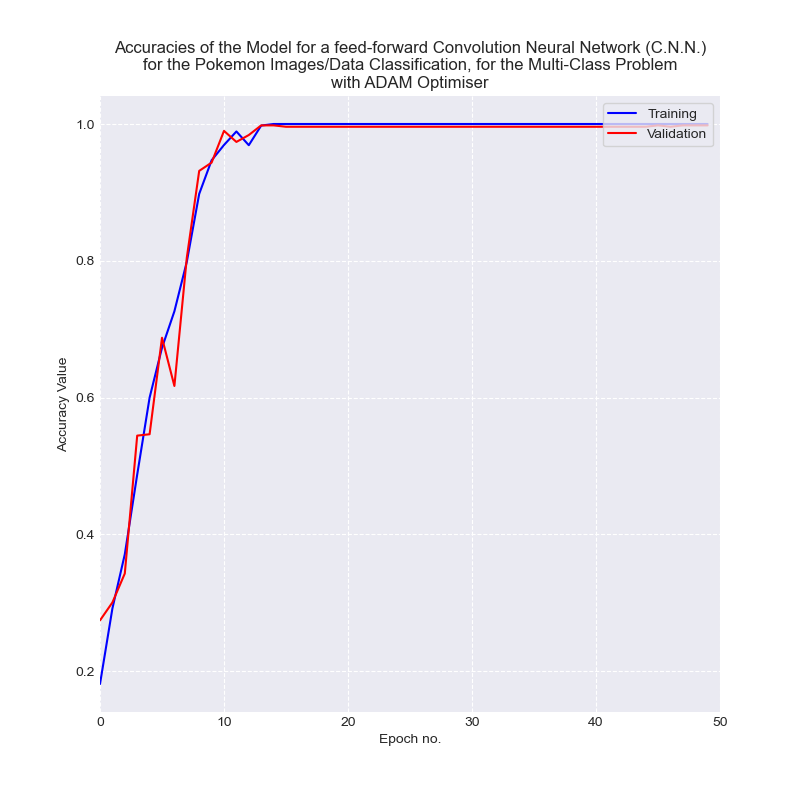 Accuracies of the Model for a feed-forward Convolution Neural Network (C.N.N.)
for the Pokemon Images/Data Classification, for the Multi-Class Problem
with ADAM Optimiser
Training
Validation
1.0
0.8
0.6
0.4
0.2
Accuracy Value
0 10 20 30 40 50
Epoch no.